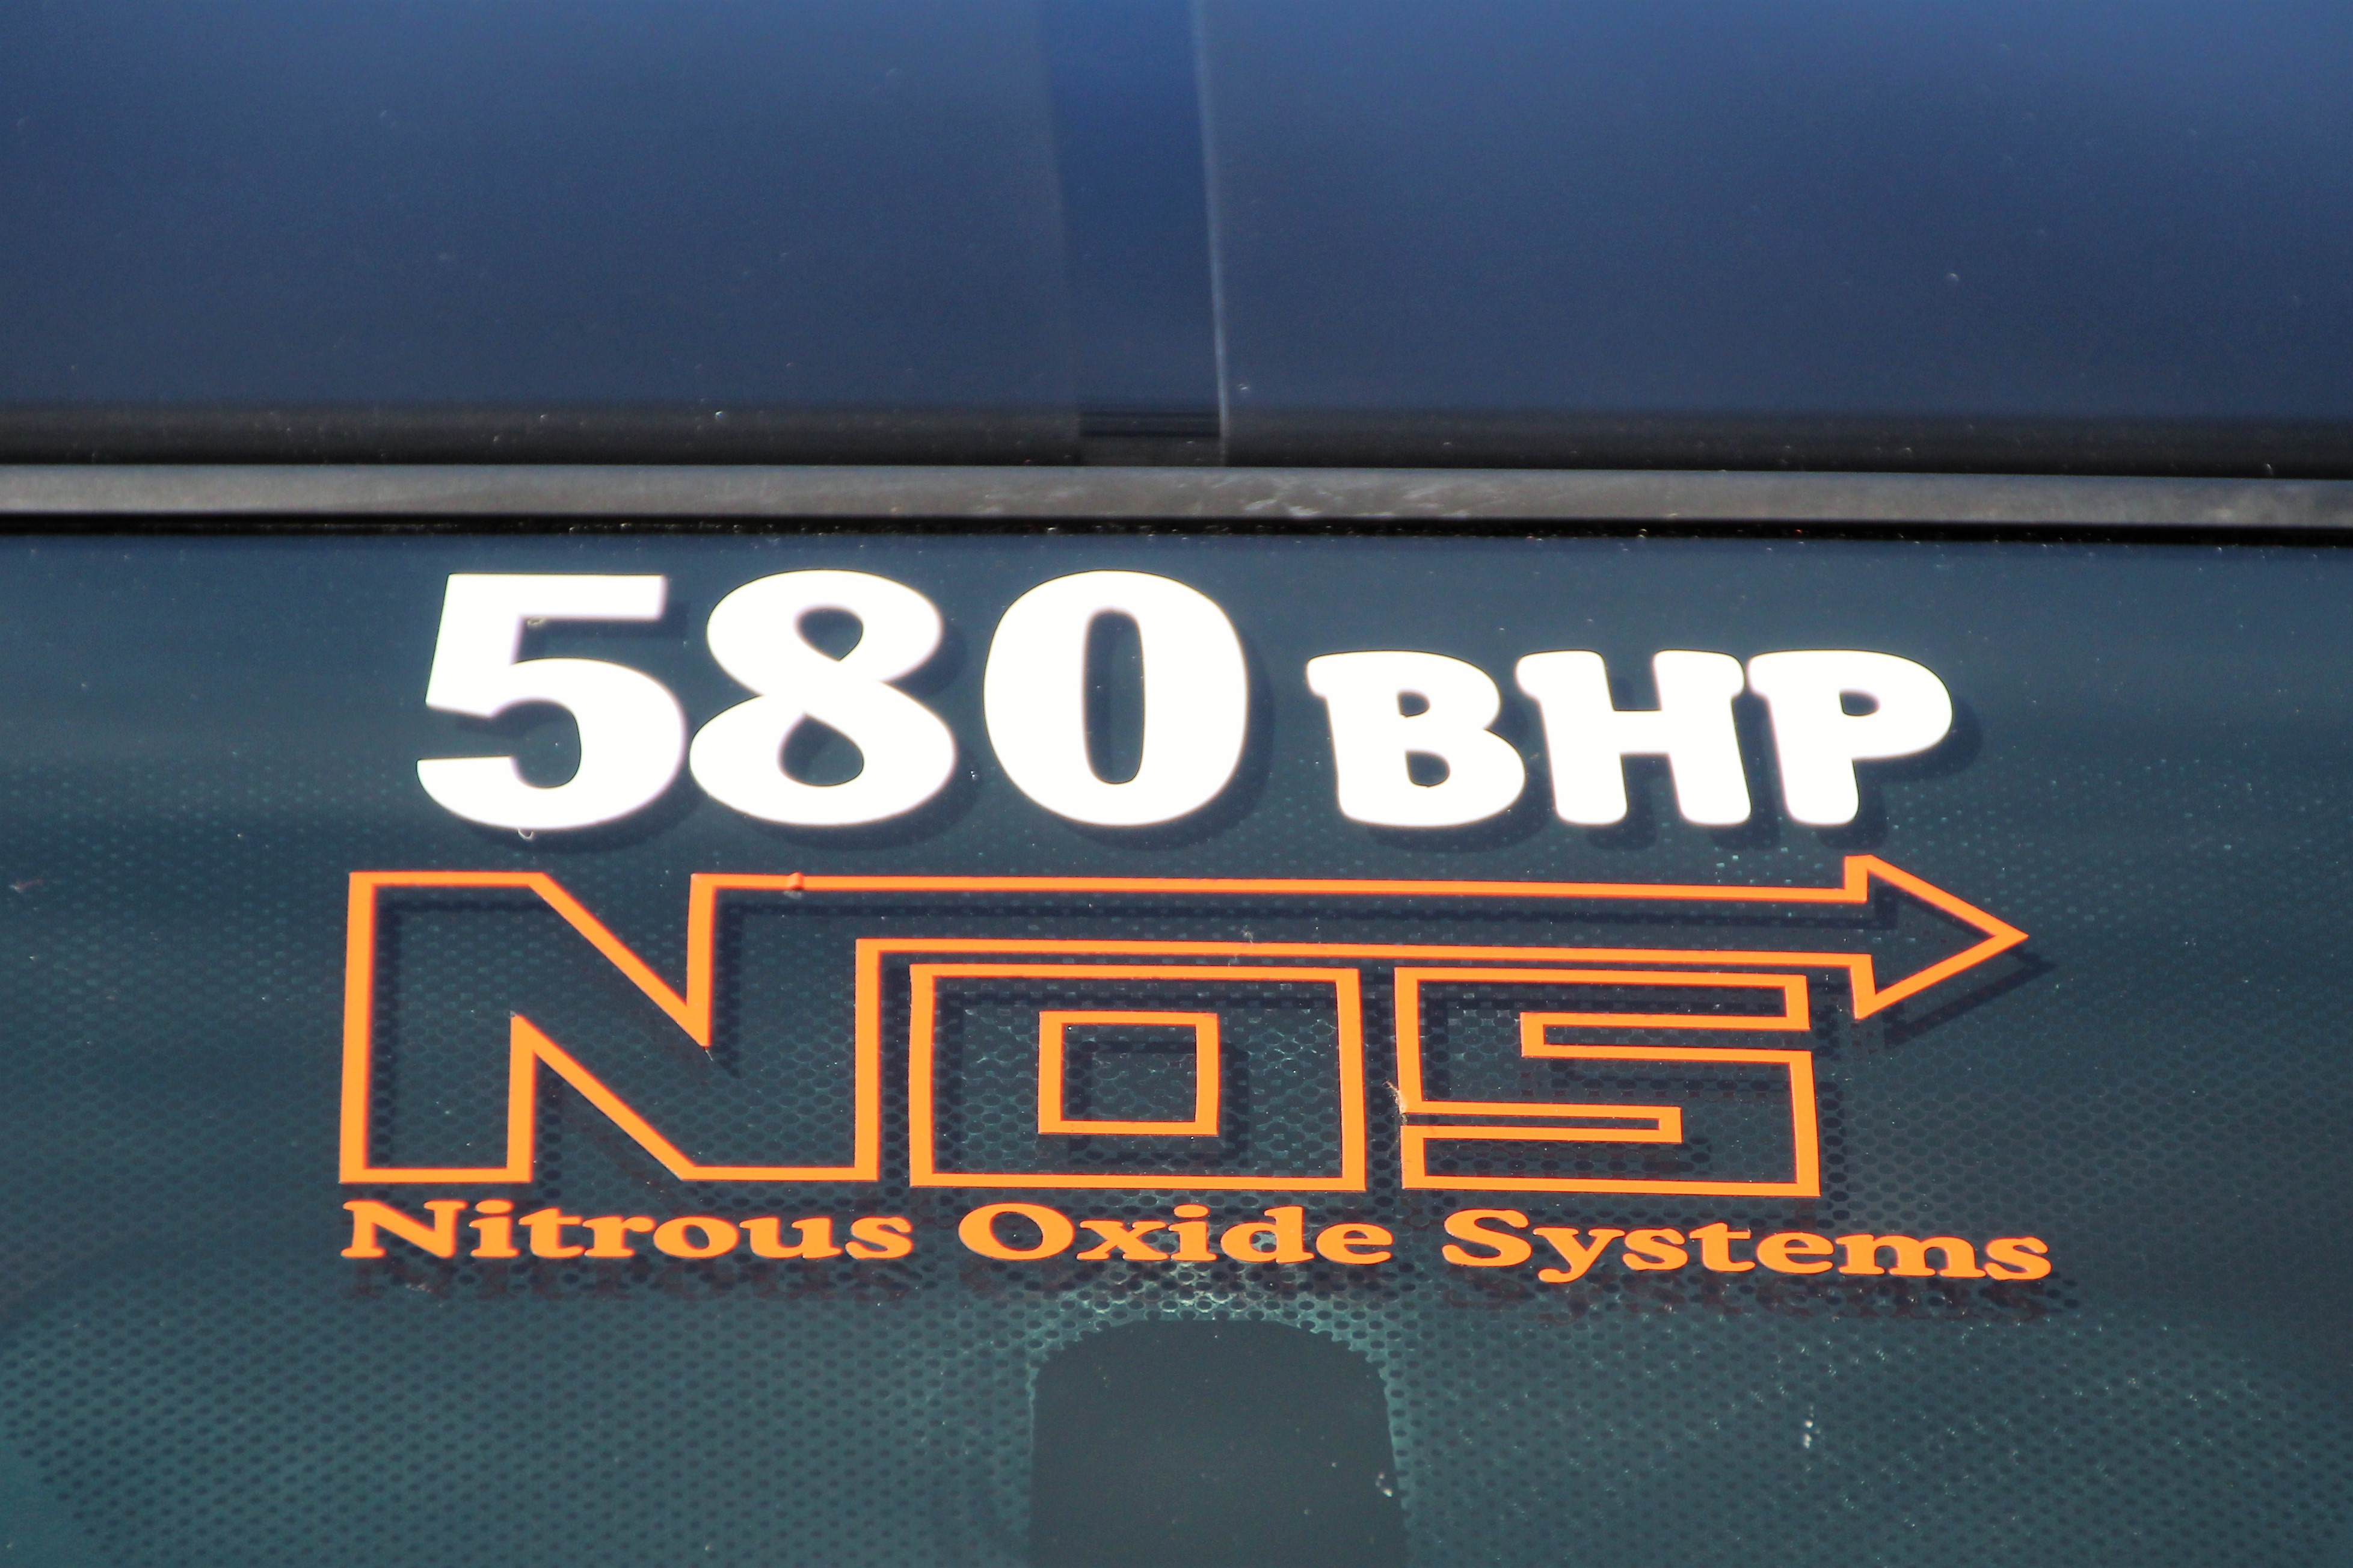 580 BHP
NOS
Nitrous Oxide Systems